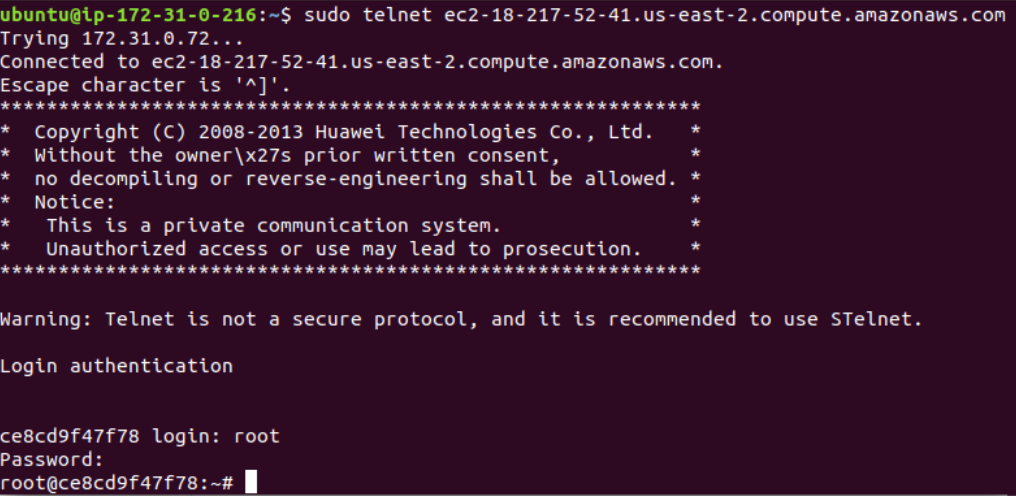 ubuntu@ip-172-31-0-216:~$ sudo telnet ec2-18-217-52-41.us-east-2.compute.amazonaws.com
Trying 172.31.0.72...
Connected to ec2-18-217-52-41.us-east-2.compute.amazonaws.com.
Escape character is '^]'.
************************************************************
*  Copyright (C) 2008-2013 Huawei Technologies Co., Ltd.   *
*  Without the owner\x27s prior written consent,           *
*  no decompiling or reverse-engineering shall be allowed. *
*  Notice:                                                 *
*   This is a private communication system.                *
*   Unauthorized access or use may lead to prosecution.    *
************************************************************
Warning: Telnet is not a secure protocol, and it is recommended to use STelnet.
Login authentication
ce8cd9f47f78 login: root
Password:
root@ce8cd9f47f78:~#